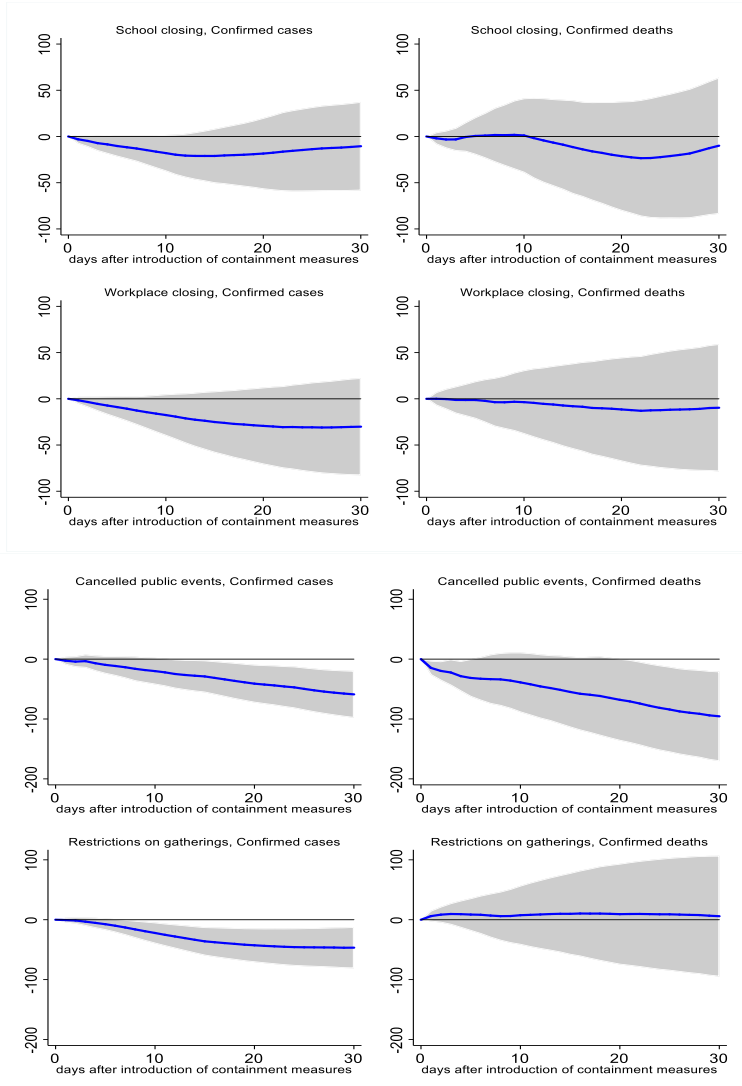 School closing, Confirmed cases
100
50
0
-50
-100
0 10 20 30
days after introduction of containment measures
School closing, Confirmed deaths
100
50
0
-50
-100
0 10 20 30
days after introduction of containment measures
Workplace closing, Confirmed cases
100
50
0
-50
-100
0 10 20 30
days after introduction of containment measures
Workplace closing, Confirmed deaths
100
50
0
-50
-100
0 10 20 30
days after introduction of containment measures
Cancelled public events, Confirmed cases
100
0
-100
-200
0 10 20 30
days after introduction of containment measures
Cancelled public events, Confirmed deaths
100
0
-100
-200
0 10 20 30
days after introduction of containment measures
Restrictions on gatherings, Confirmed cases
100
0
-100
-200
0 10 20 30
days after introduction of containment measures
Restrictions on gatherings, Confirmed deaths
100
0
-100
-200
0 10 20 30
days after introduction of containment measures